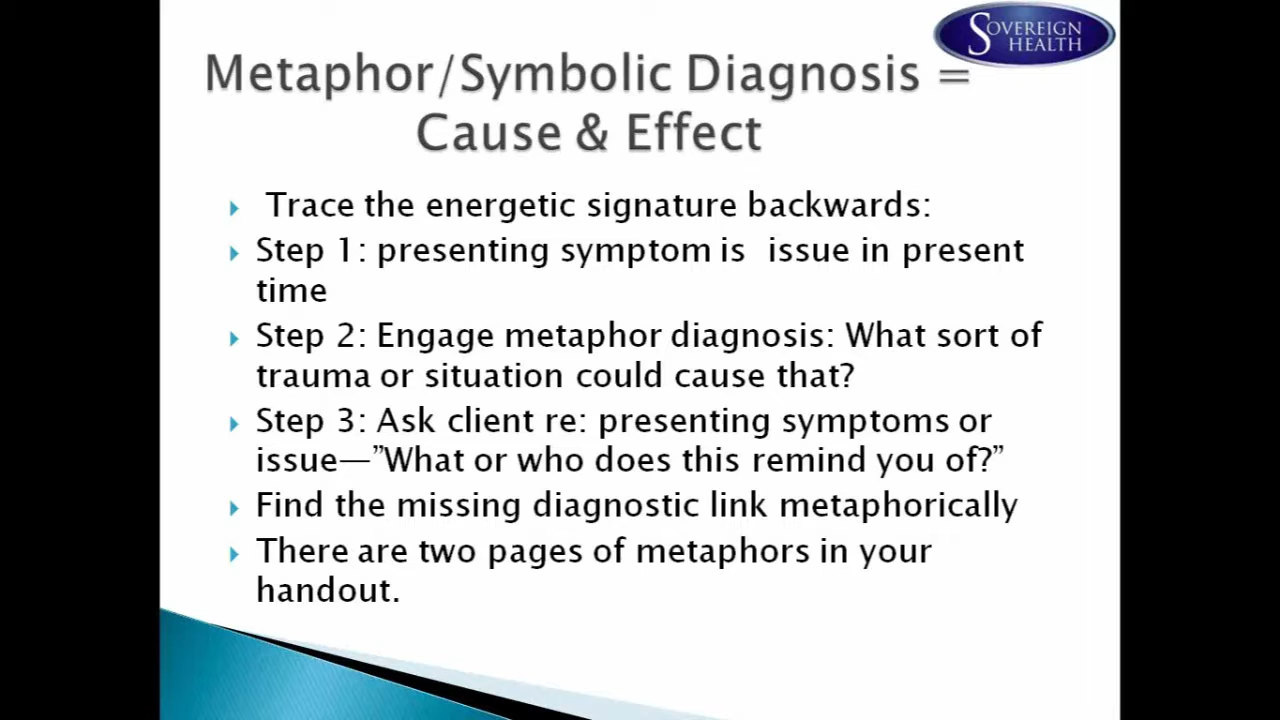 SOVEREIGN
HEALTH
Metaphor/Symbolic Diagnosis =
Cause & Effect
Trace the energetic signature backwards:
Step 1: presenting symptom is issue in present
time
Step 2: Engage metaphor diagnosis: What sort of
trauma or situation could cause that?
Step 3: Ask client re: presenting symptoms or
issue—”What or who does this remind you of?”
Find the missing diagnostic link metaphorically
There are two pages of metaphors in your
handout.